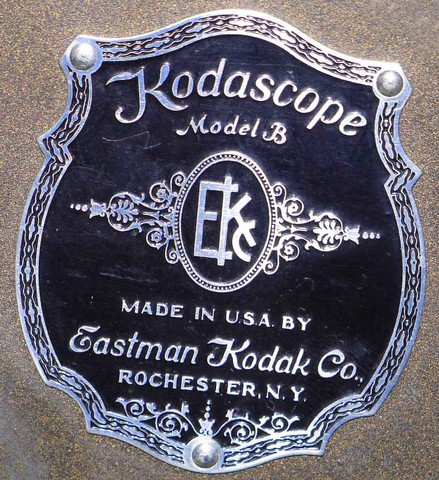 Kodascope
Model B
EKC
MADE IN U.S.A. BY
Eastman Kodak Co.,
ROCHESTER, N.Y.